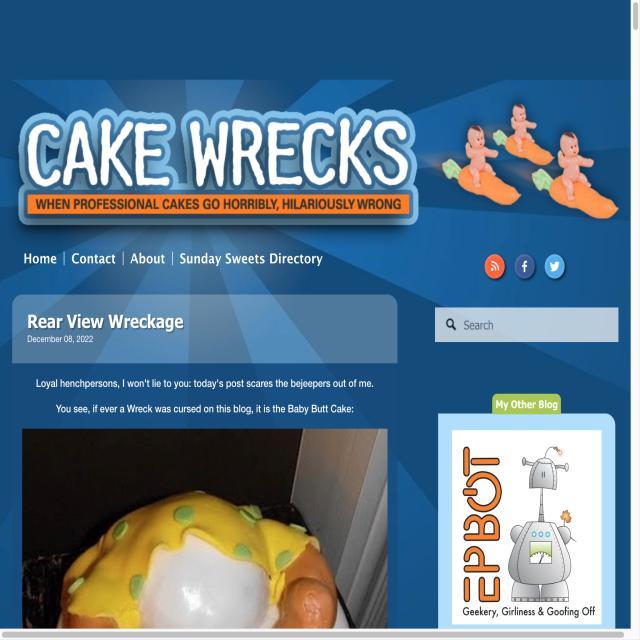 CAKE WRECKS
WHEN PROFESSIONAL CAKES GO HORRIBLY, HILARIOUSLY WRONG
Home | Contact | About | Sunday Sweets Directory
Search
Rear View Wreckage
December 08, 2022
Loyal henchpersons, I won't lie to you: today's post scares the bejeepers out of me.
You see, if ever a Wreck was cursed on this blog, it is the Baby Butt Cake:
My Other Blog
EPBOT
Geekery, Girliness & Goofing Off